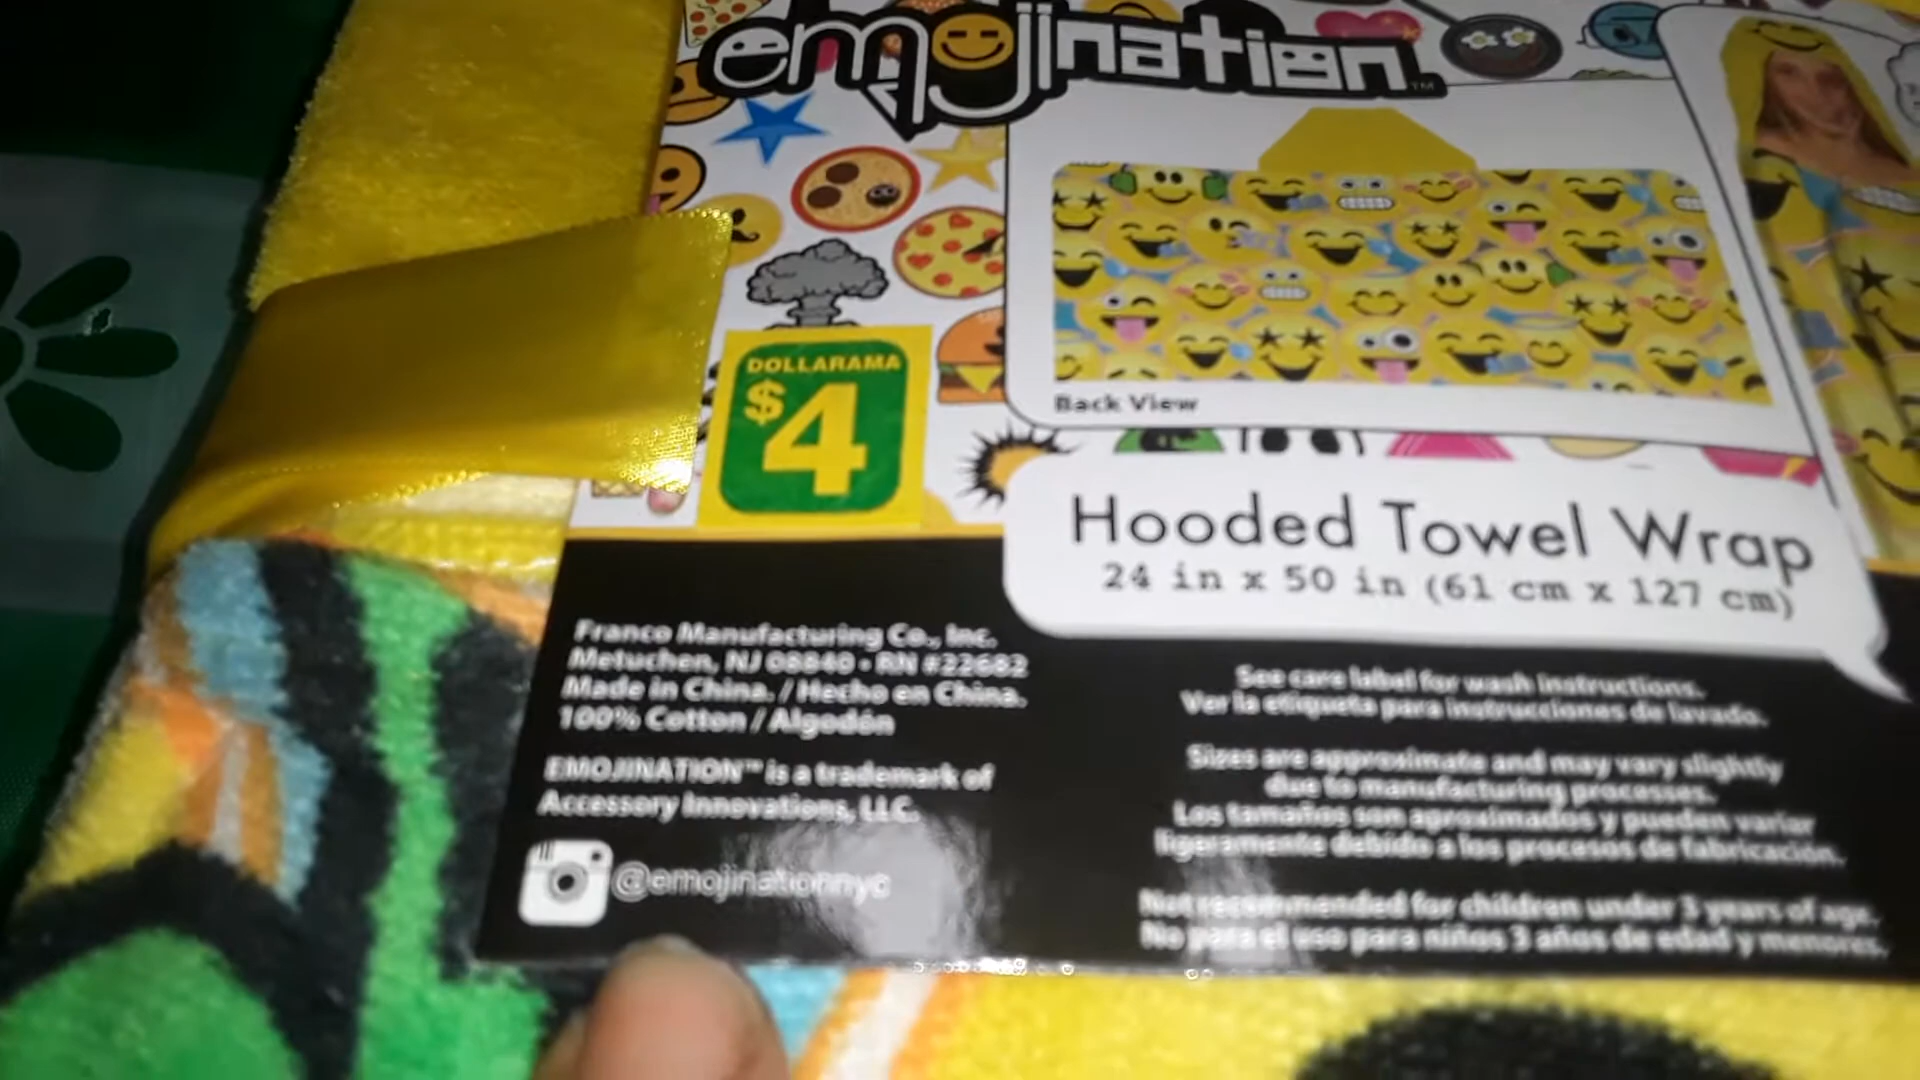 emojination™
DOLLARAMA
$4
Back View
Hooded Towel Wrap
24 in x 50 in (61 cm x 127 cm)
Franco Manufacturing Co., Inc.
Metuchen, NJ 08840 • RN #22682
Made in China. / Hecho en China.
100% Cotton / Algodón
EMOJINATION™ is a trademark of
Accessory Innovations, LLC.
@emojinationnyc
See care label for wash instructions.
Ver la etiqueta para instrucciones de lavado.
Sizes are approximate and may vary slightly
due to manufacturing processes.
Los tamaños son aproximados y pueden variar
ligeramente debido a los procesos de fabricación.
Not recommended for children under 3 years of age.
No para el uso para niños 3 años de edad y menores.